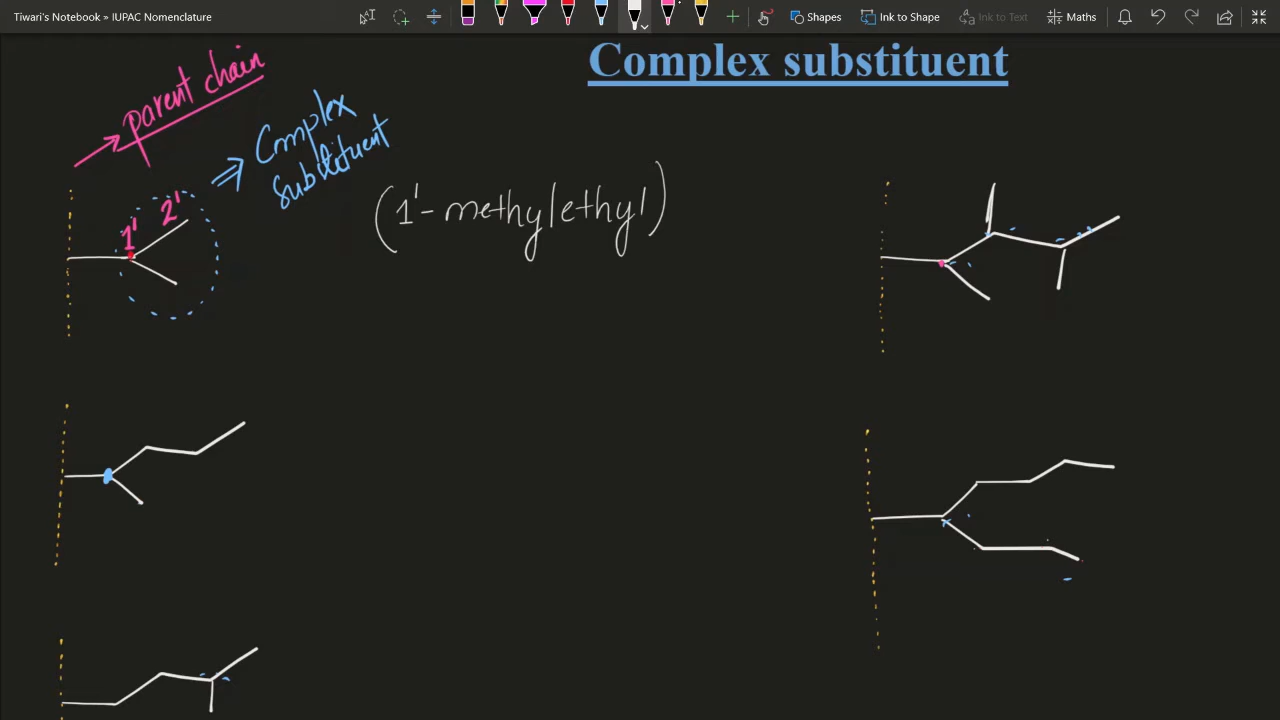 Tiwari's Notebook » IUPAC Nomenclature
Shapes
Ink to Shape
Ink to Text
Maths
Complex substituent
parent chain
Complex
substituent
1' 2'
(1'-methylethyl)